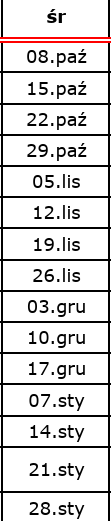 śr
08.paź
15.paź
22.paź
29.paź
05.lis
12.lis
19.lis
26.lis
03.gru
10.gru
17.gru
07.sty
14.sty
21.sty
28.sty